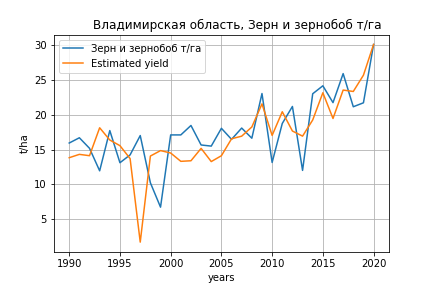 Владимирская область, Зерн и зернобоб т/га
Зерн и зернобоб т/га
Estimated yield
t/ha
30
25
20
15
10
5
1990 1995 2000 2005 2010 2015 2020
years